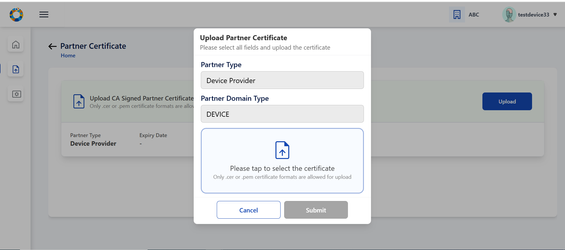 ABC
testdevice33
Partner Certificate
Home
Upload Partner Certificate
Please select all fields and upload the certificate
Partner Type
Device Provider
Partner Domain Type
DEVICE
Please tap to select the certificate
Only .cer or .pem certificate formats are allowed for upload
Cancel
Submit
Upload CA Signed Partner Certificate
Only .cer or .pem certificate formats are allow
Upload
Partner Type
Expiry Date
Device Provider
-